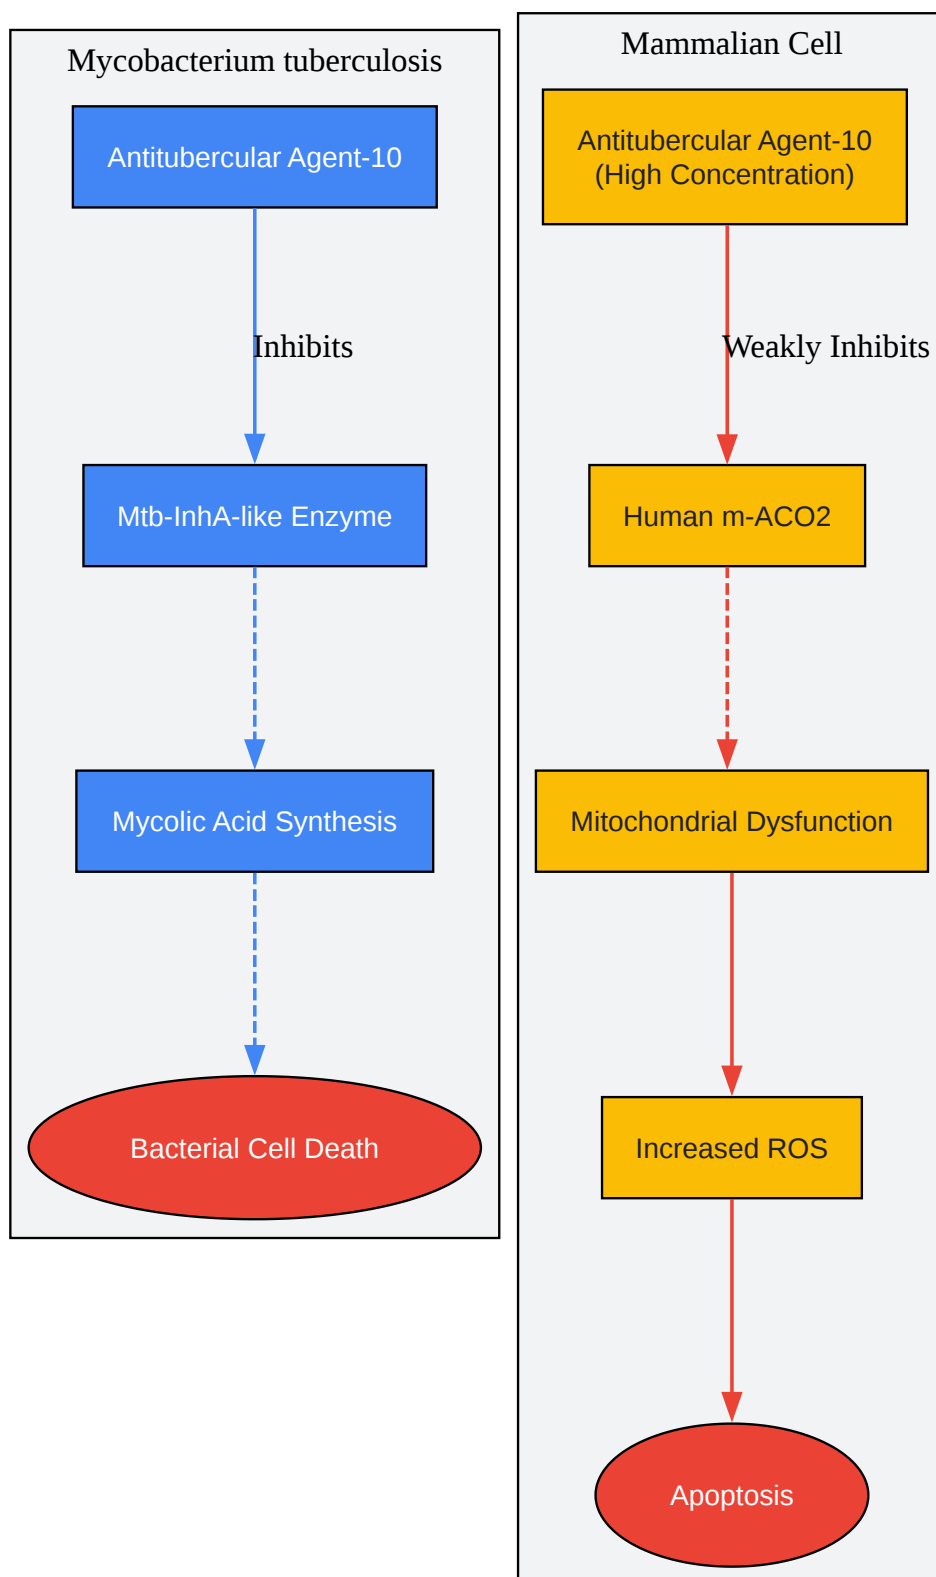 Mycobacterium tuberculosis
Antitubercular Agent-10
Inhibits
Mtb-InhA-like Enzyme
Mycolic Acid Synthesis
Bacterial Cell Death
Mammalian Cell
Antitubercular Agent-10
(High Concentration)
Weakly Inhibits
Human m-ACO2
Mitochondrial Dysfunction
Increased ROS
Apoptosis